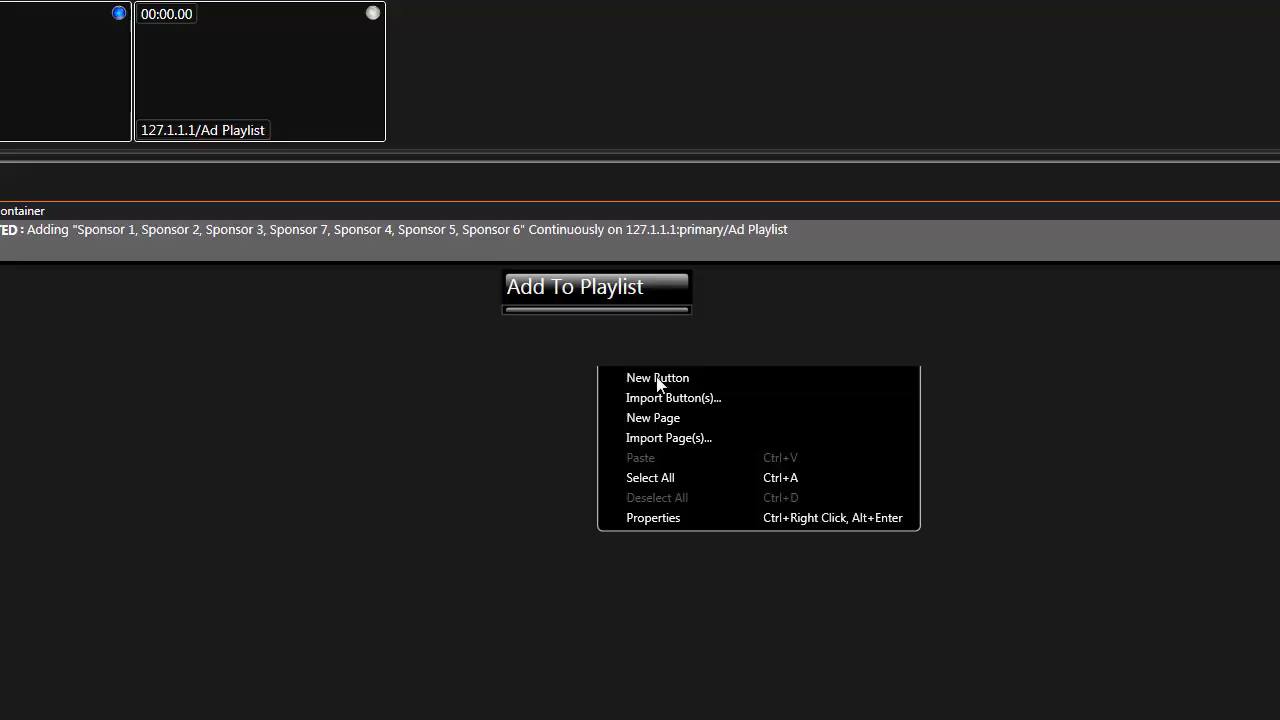 00:00.00
127.1.1.1/Ad Playlist
ontainer
TED : Adding "Sponsor 1, Sponsor 2, Sponsor 3, Sponsor 7, Sponsor 4, Sponsor 5, Sponsor 6" Continuously on 127.1.1.1:primary/Ad Playlist
Add To Playlist
New Button
Import Button(s)...
New Page
Import Page(s)...
Paste Ctrl+V
Select All Ctrl+A
Deselect All Ctrl+D
Properties Ctrl+Right Click, Alt+Enter